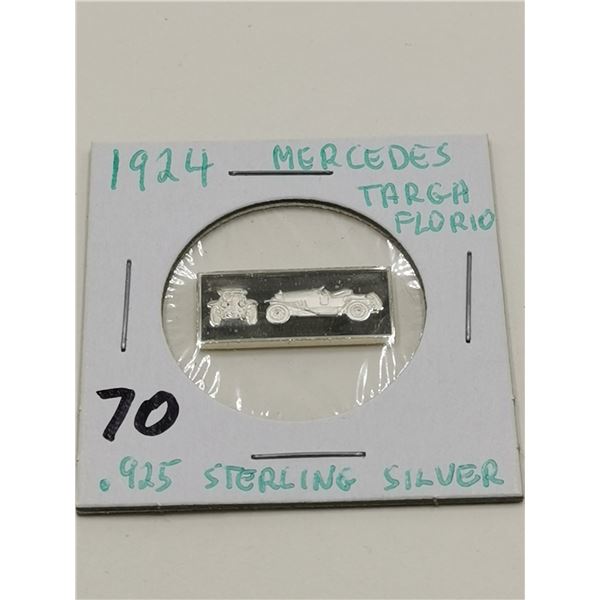 1924 MERCEDES
TARGA
FLORIO
70
.925 STERLING SILVER